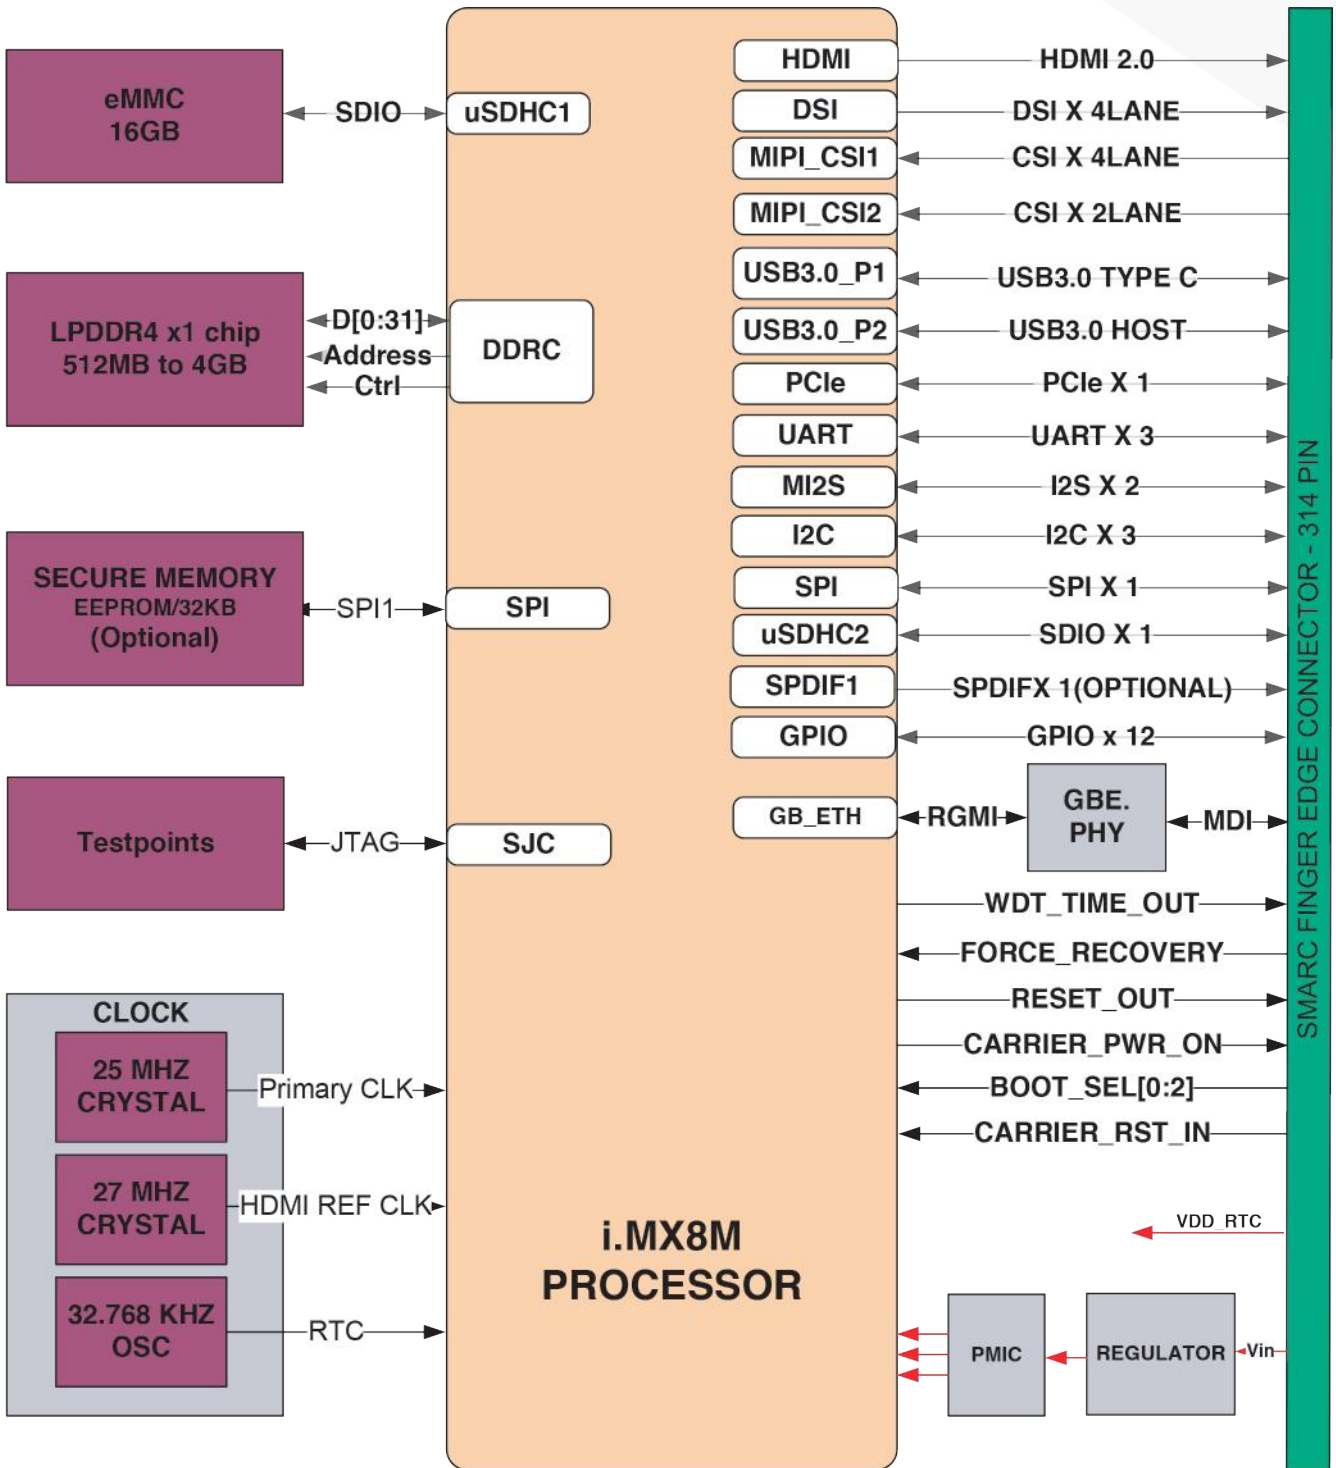 eMMC
16GB
SDIO
uSDHC1
LPDDR4 x1 chip
512MB to 4GB
D[0:31]
Address
Ctrl
DDRC
SECURE MEMORY
EEPROM/32KB
(Optional)
SPI1
SPI
Testpoints
JTAG
SJC
CLOCK
25 MHZ
CRYSTAL
Primary CLK
27 MHZ
CRYSTAL
HDMI REF CLK
32.768 KHZ
OSC
RTC
i.MX8M
PROCESSOR
HDMI
HDMI 2.0
DSI
DSI X 4LANE
MIPI_CSI1
CSI X 4LANE
MIPI_CSI2
CSI X 2LANE
USB3.0_P1
USB3.0 TYPE C
USB3.0_P2
USB3.0 HOST
PCIe
PCIe X 1
UART
UART X 3
MI2S
I2S X 2
I2C
I2C X 3
SPI
SPI X 1
uSDHC2
SDIO X 1
SPDIF1
SPDIFX 1(OPTIONAL)
GPIO
GPIO x 12
GB_ETH
RGMI
GBE.
PHY
MDI
WDT_TIME_OUT
FORCE_RECOVERY
RESET_OUT
CARRIER_PWR_ON
BOOT_SEL[0:2]
CARRIER_RST_IN
VDD_RTC
PMIC
REGULATOR
Vin
SMARC FINGER EDGE CONNECTOR - 314 PIN